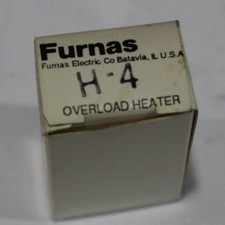 Furnas
Furnas Electric Co Batavia, IL U.S.A
H-4
OVERLOAD HEATER